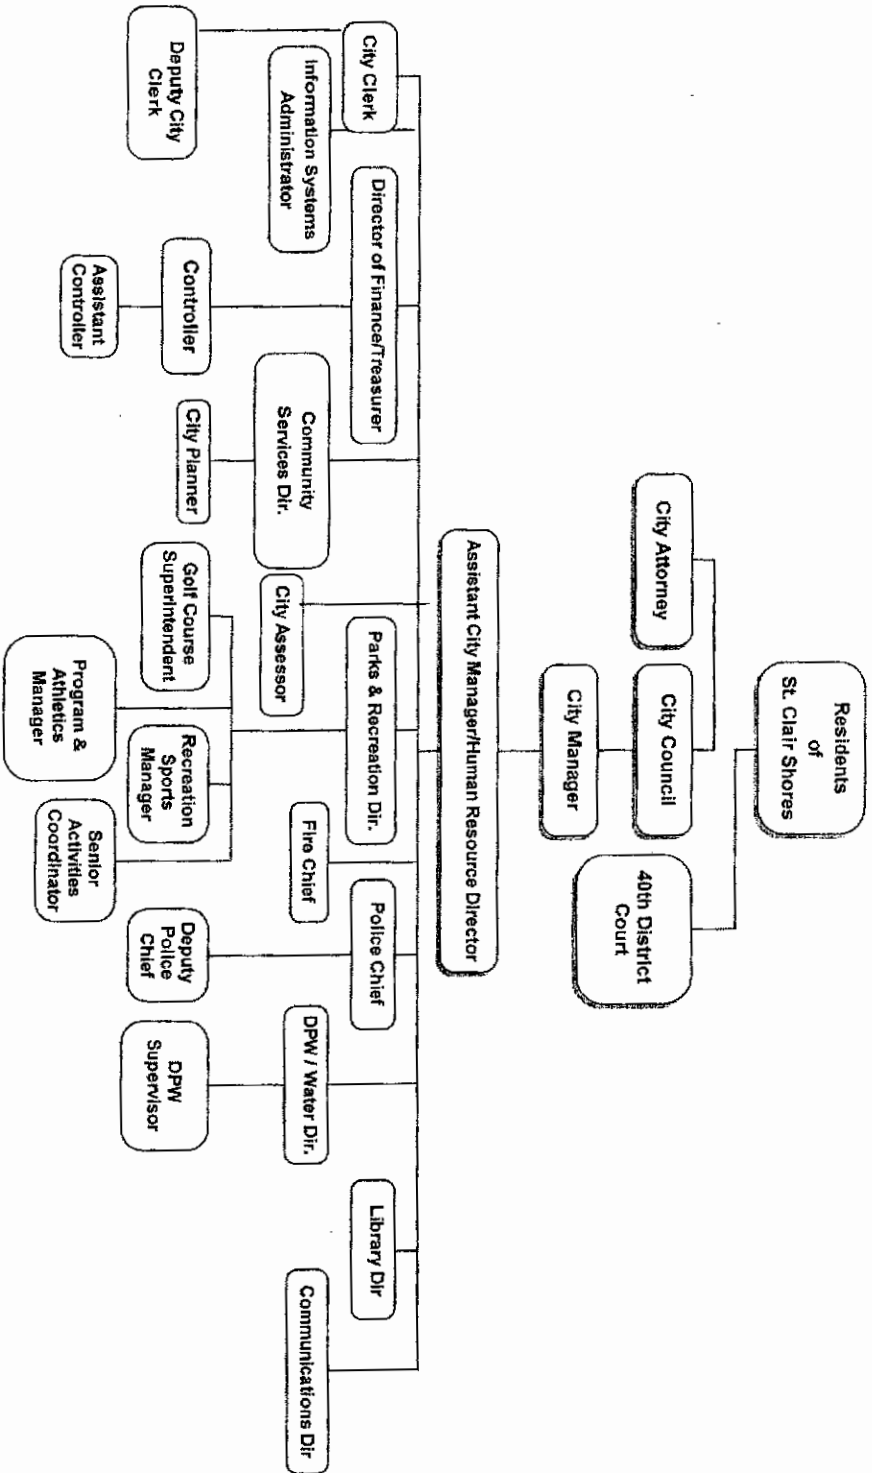 Residents
of
St. Clair Shores
City Attorney
City Council
40th District
Court
City Manager
Assistant City Manager/Human Resource Director
City Clerk
Director of Finance/Treasurer
Parks & Recreation Dir.
Police Chief
Library Dir
Information Systems
Administrator
Community
Services Dir.
City Assessor
Fire Chief
DPW / Water Dir.
Communications Dir
Deputy City
Clerk
Controller
City Planner
Golf Course
Superintendent
Recreation
Sports
Manager
Deputy
Police
Chief
DPW
Supervisor
Assistant
Controller
Program &
Athletics
Manager
Senior
Activities
Coordinator